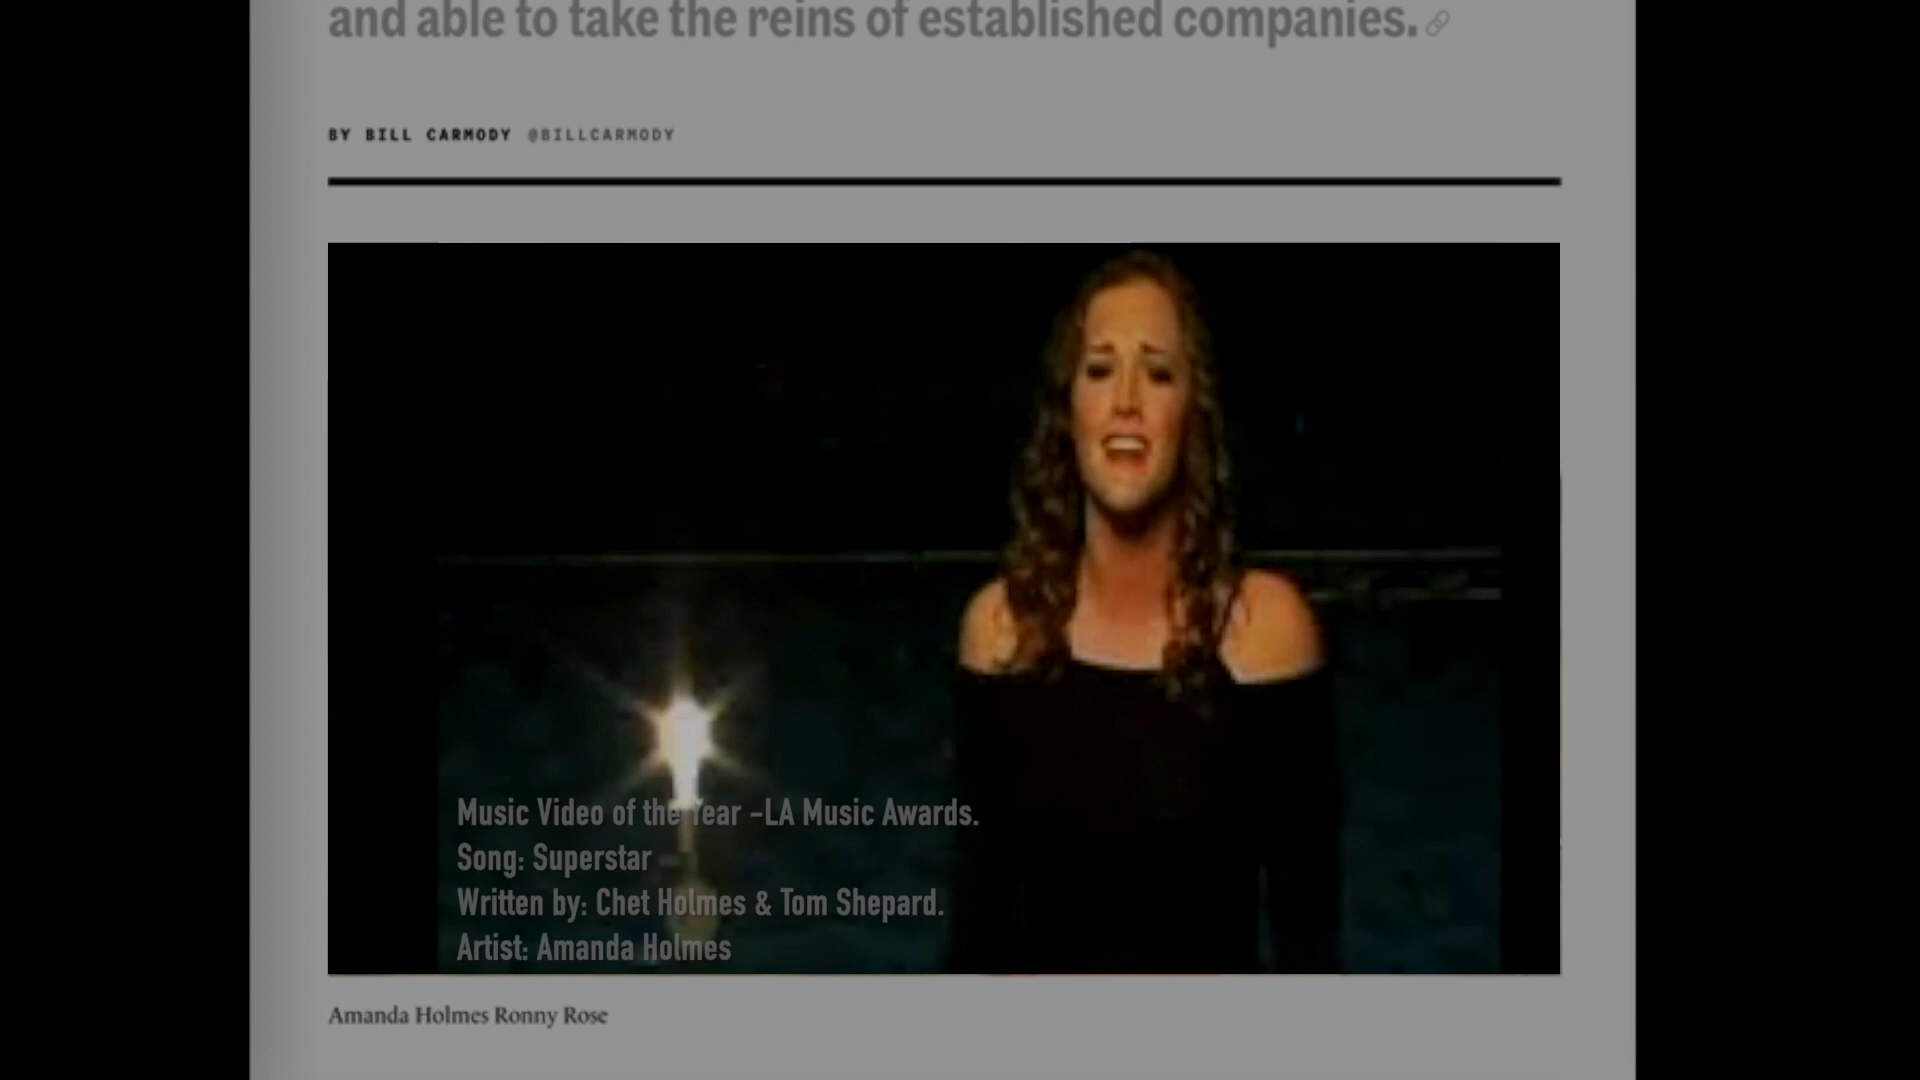 and able to take the reins of established companies.
BY BILL CARMODY @BILLCARMODY
Music Video of the Year -LA Music Awards.
Song: Superstar
Written by: Chet Holmes & Tom Shepard.
Artist: Amanda Holmes
Amanda Holmes Ronny Rose